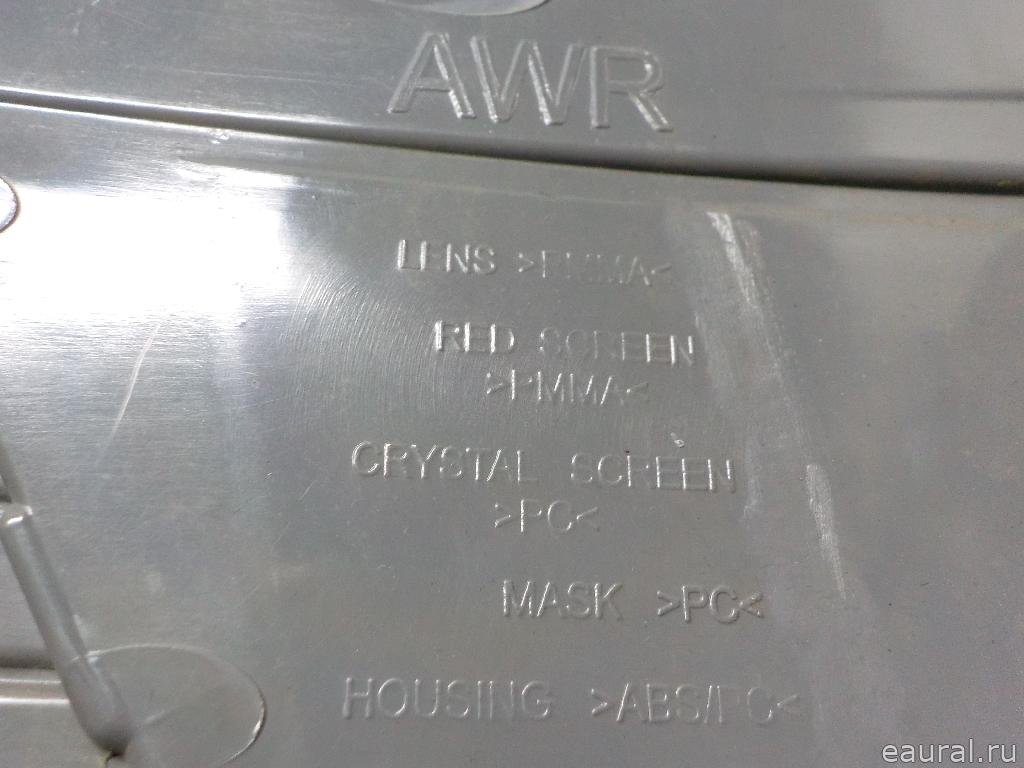 AWR
LENS >PMMA<
RED SCREEN
>PMMA<
CRYSTAL SCREEN
>PC<
MASK >PC<
HOUSING >ABS/PC<
eaural.ru